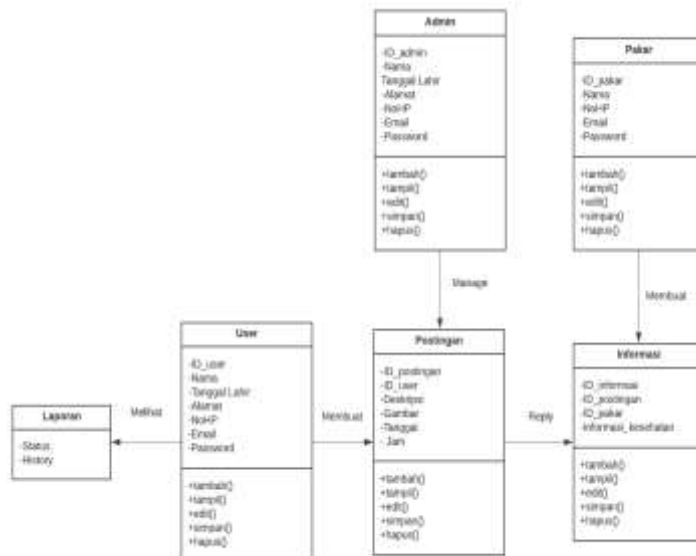 Admin
-ID_admin
-Nama
Tanggal Lahir
-Alamat
-NoHP
-Email
-Password
+tambah()
+tampil()
+edit()
+simpan()
+hapus()
Pakar
-ID_pakar
-Nama
-NoHP
-Email
-Password
+tambah()
+tampil()
+edit()
+simpan()
+hapus()
Manage
Membuat
User
-ID_user
-Nama
-Tanggal Lahir
-Alamat
-NoHP
-Email
-Password
+tambah()
+tampil()
+edit()
+simpan()
+hapus()
Postingan
-ID_postingan
-ID_user
-Deskripsi
-Gambar
-Tanggal
- Jam
+tambah()
+tampil()
+edit()
+simpan()
+hapus()
Informasi
-ID_informasi
-ID_postingan
-ID_pakar
-Informasi_kesehatan
+tambah()
+tampil()
+edit()
+simpan()
+hapus()
Laporan
-Status
-History
Melihat
Membuat
Reply